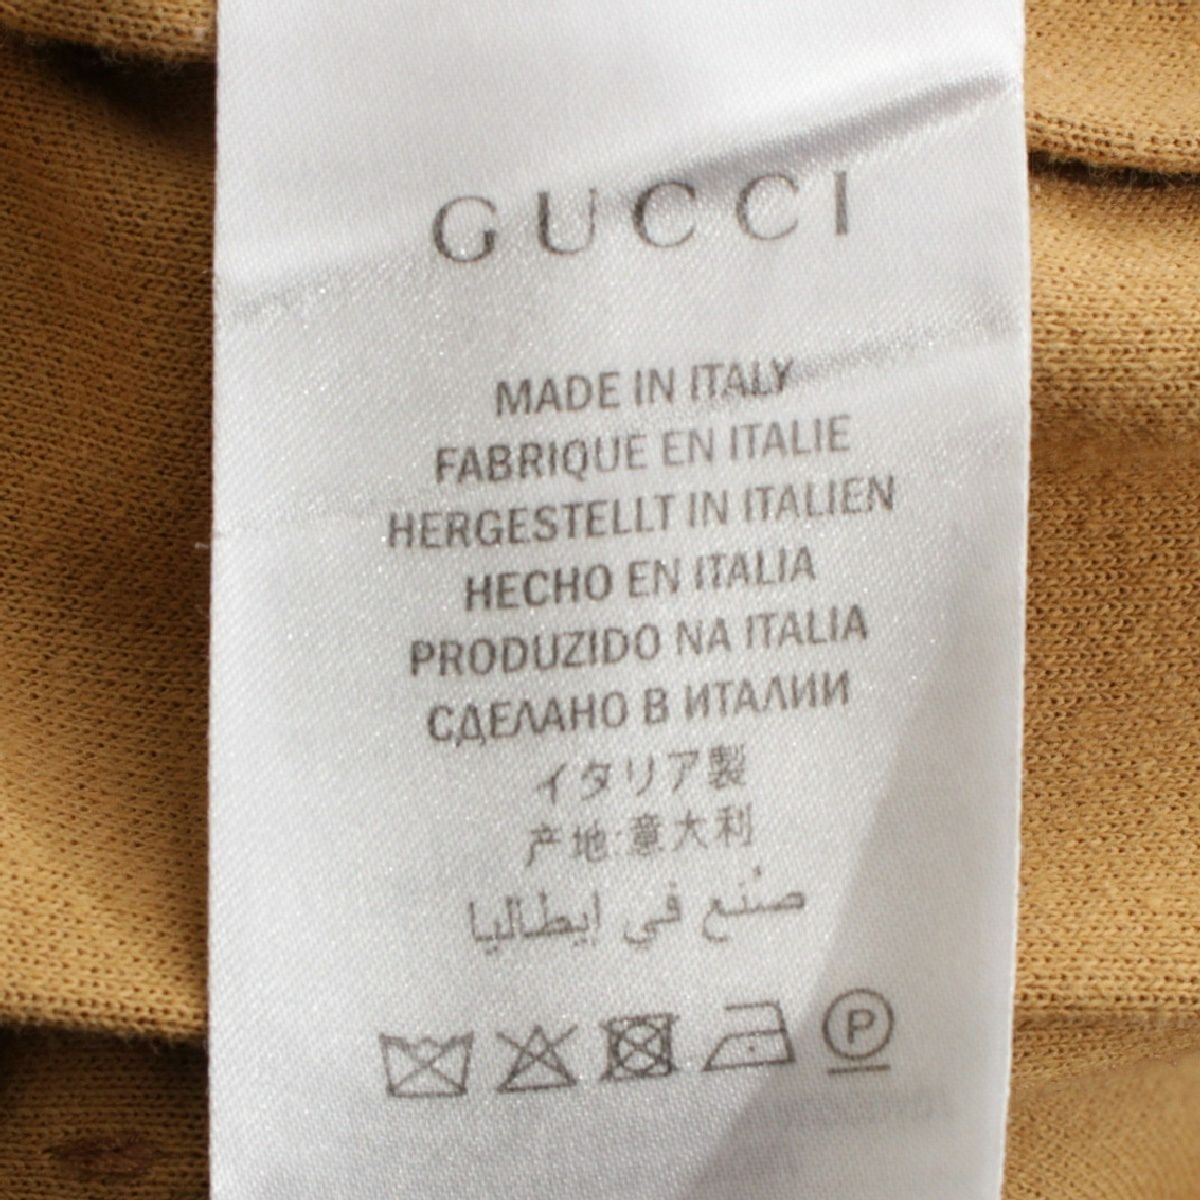 GUCCI
MADE IN ITALY
FABRIQUE EN ITALIE
HERGESTELLT IN ITALIEN
HECHO EN ITALIA
PRODUZIDO NA ITALIA
СДЕЛАНО В ИТАЛИИ
イタリア製
产地:意大利
صُنع في إيطاليا
P